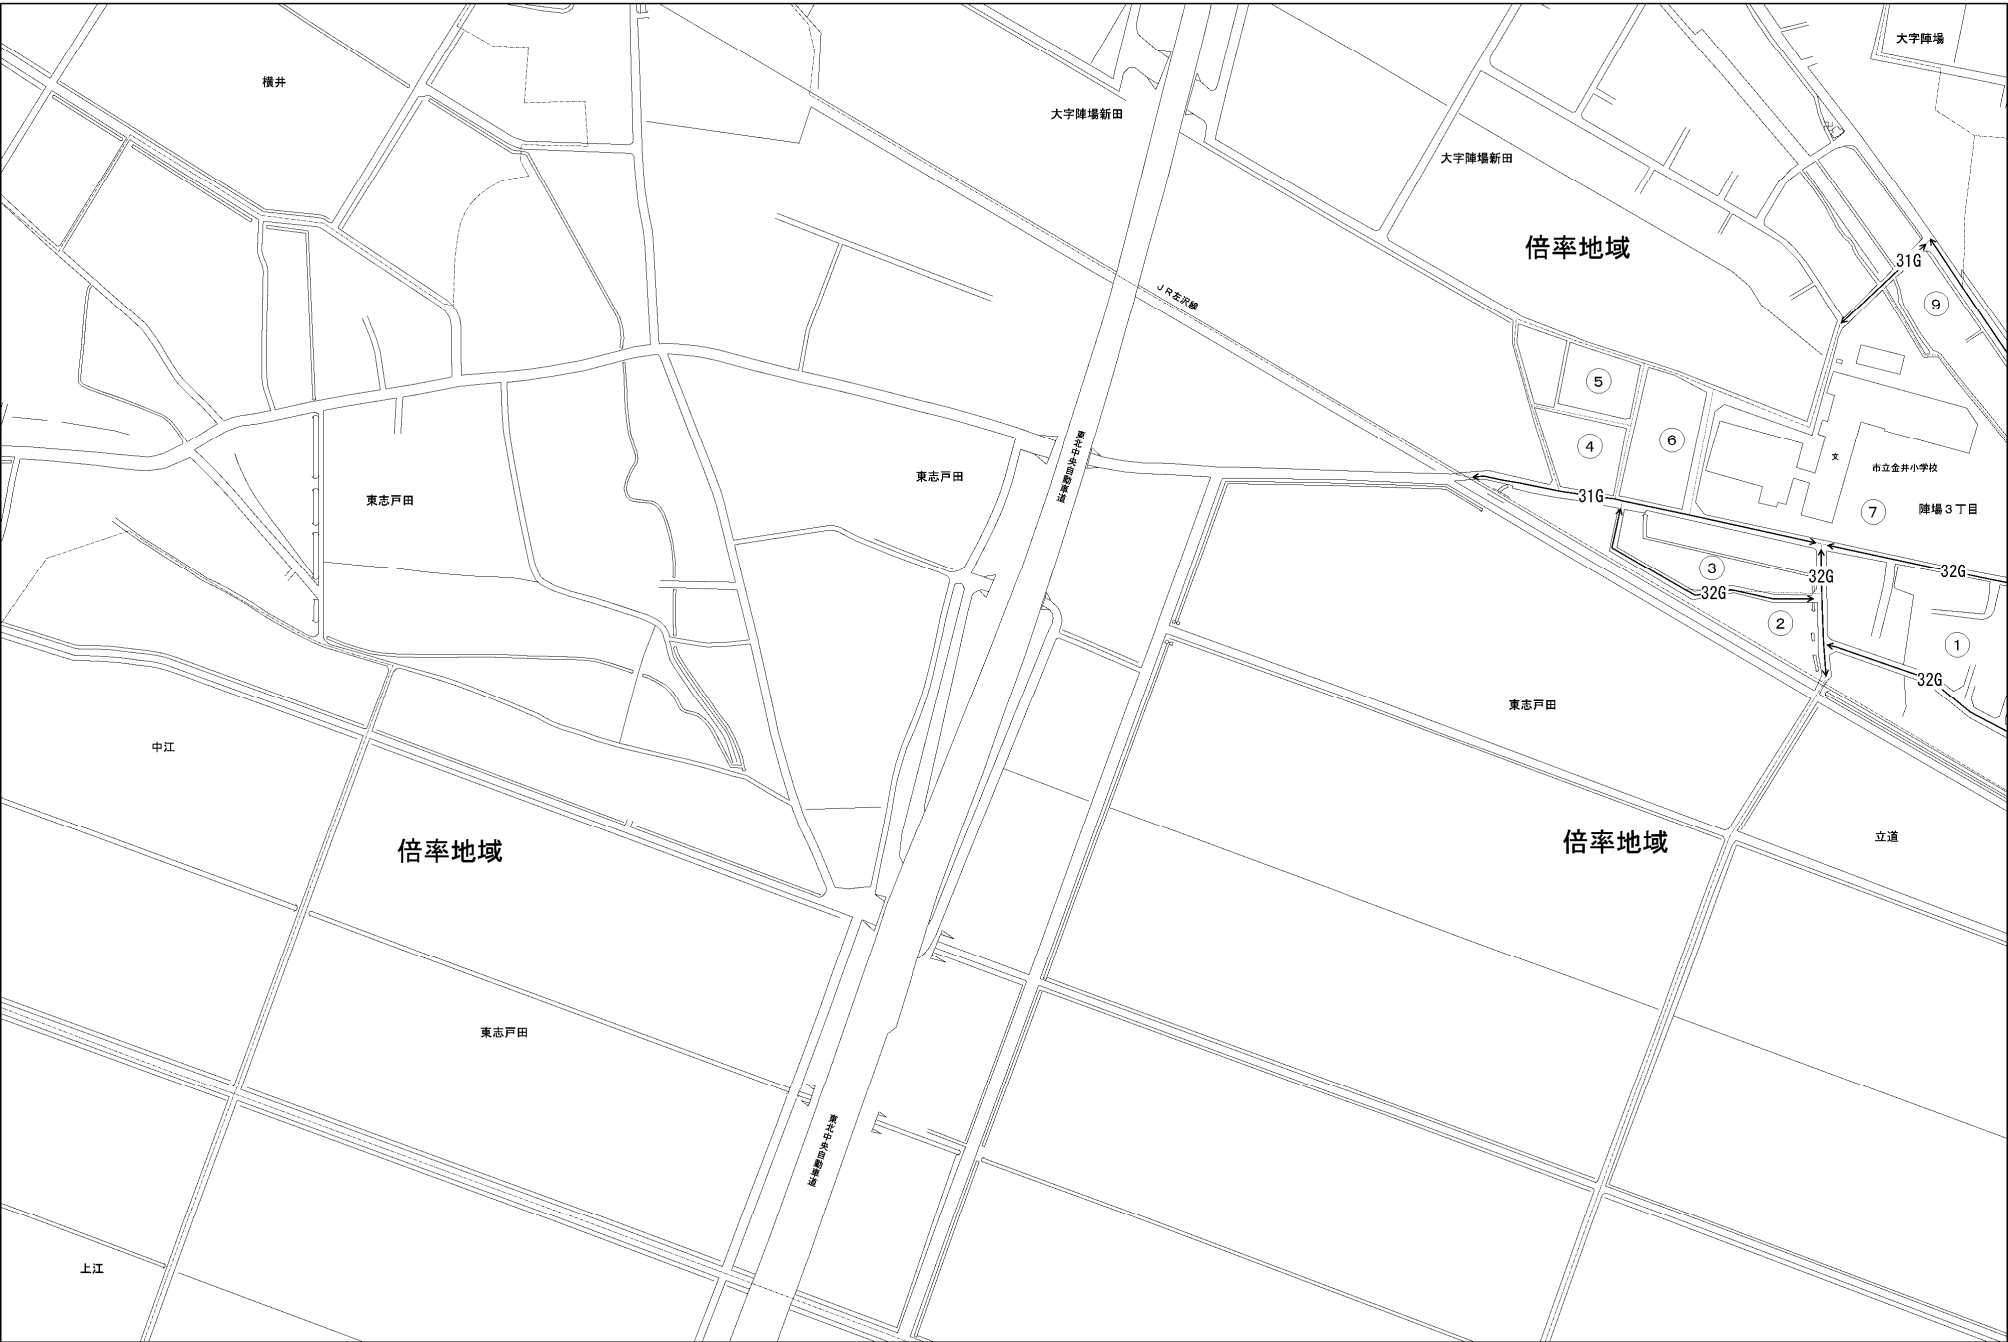 大字陣場
横井
大字陣場新田
大字陣場新田
倍率地域
31G
JR左沢線
9
5
東北中央自動車道
6
4
文
市立金井小学校
東志戸田
東志戸田
31G
7
陣場3丁目
3
32G
32G
32G
2
1
32G
東志戸田
中江
倍率地域
倍率地域
立道
東志戸田
東北中央自動車道
上江